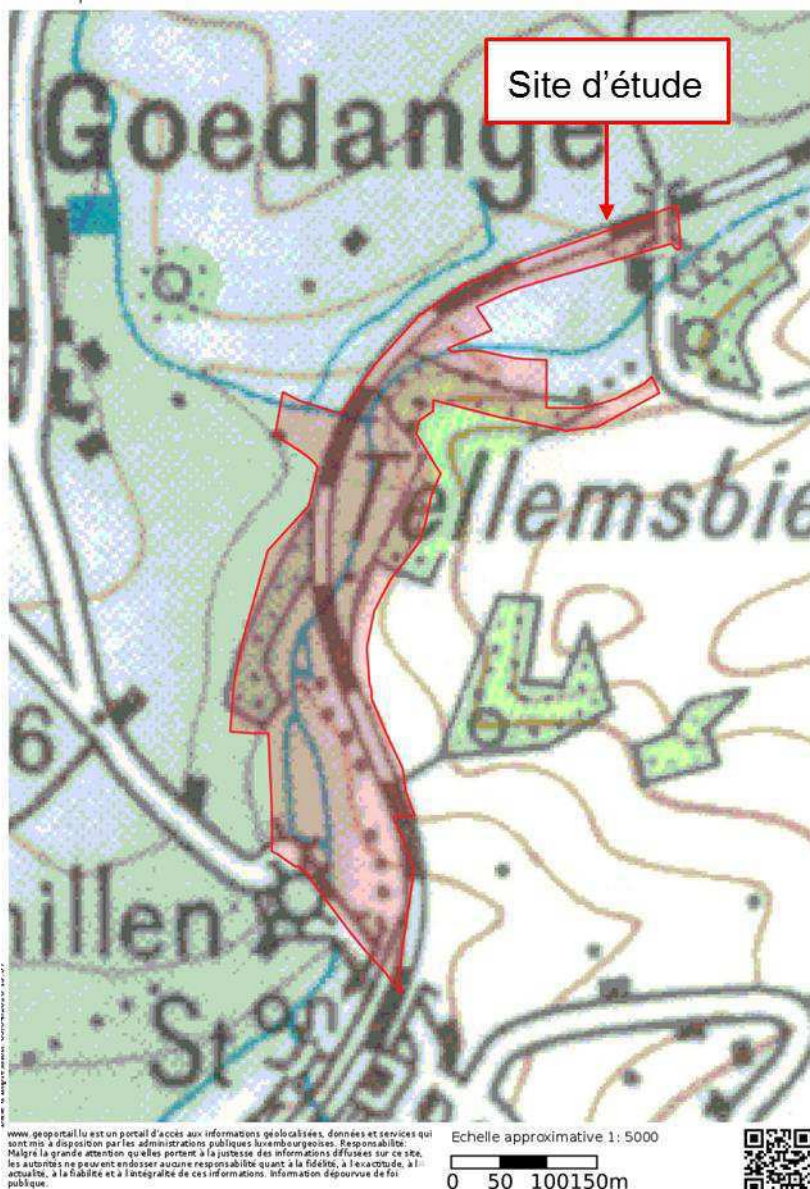 Site d'étude
Goedange
Tellemsbie
6
nillen
St
www.geoportail.lu est un portail d'accès aux informations géolocalisées, données et services qui
sont mis à disposition par les administrations publiques luxembourgeoises. Responsabilité:
Malgré la grande attention qu'elles portent à la justesse des informations diffusées sur ce site,
les autorités ne peuvent endosser aucune responsabilité quant à la fidélité, à l'exactitude, à l'
actualité, à la fiabilité et à l'intégralité de ces informations. Information dépourvue de foi
publique.
Echelle approximative 1: 5000
0 50 100150m